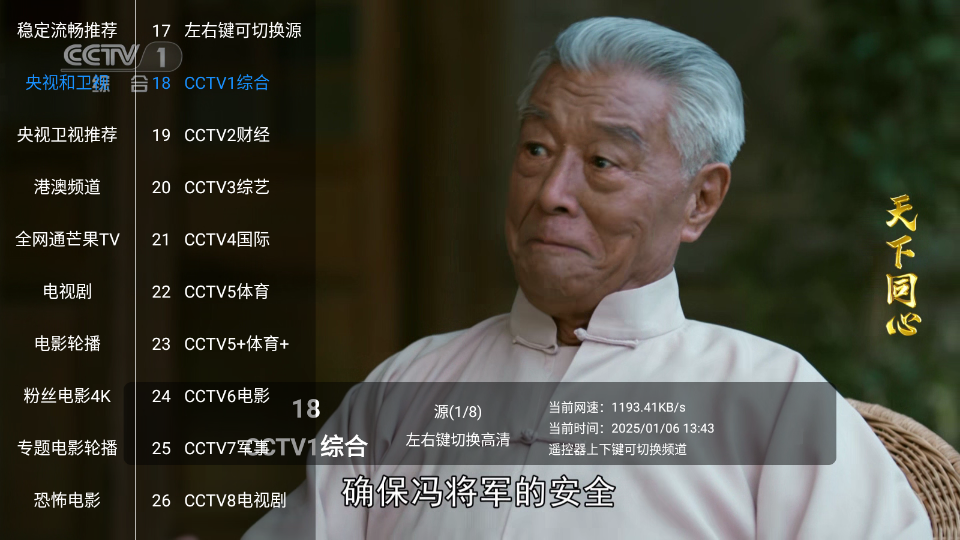 稳定流畅推荐
17 左右键可切换源
CCTV 1
综合
央视和卫视
18 CCTV1综合
央视卫视推荐
19 CCTV2财经
港澳频道
20 CCTV3综艺
全网通芒果TV
21 CCTV4国际
电视剧
22 CCTV5体育
电影轮播
23 CCTV5+体育+
粉丝电影4K
24 CCTV6电影
专题电影轮播
25 CCTV7军事
恐怖电影
26 CCTV8电视剧
天下同心
18
CCTV1综合
源(1/8)
左右键切换高清
当前网速：1193.41KB/s
当前时间：2025/01/06 13:43
遥控器上下键可切换频道
确保冯将军的安全